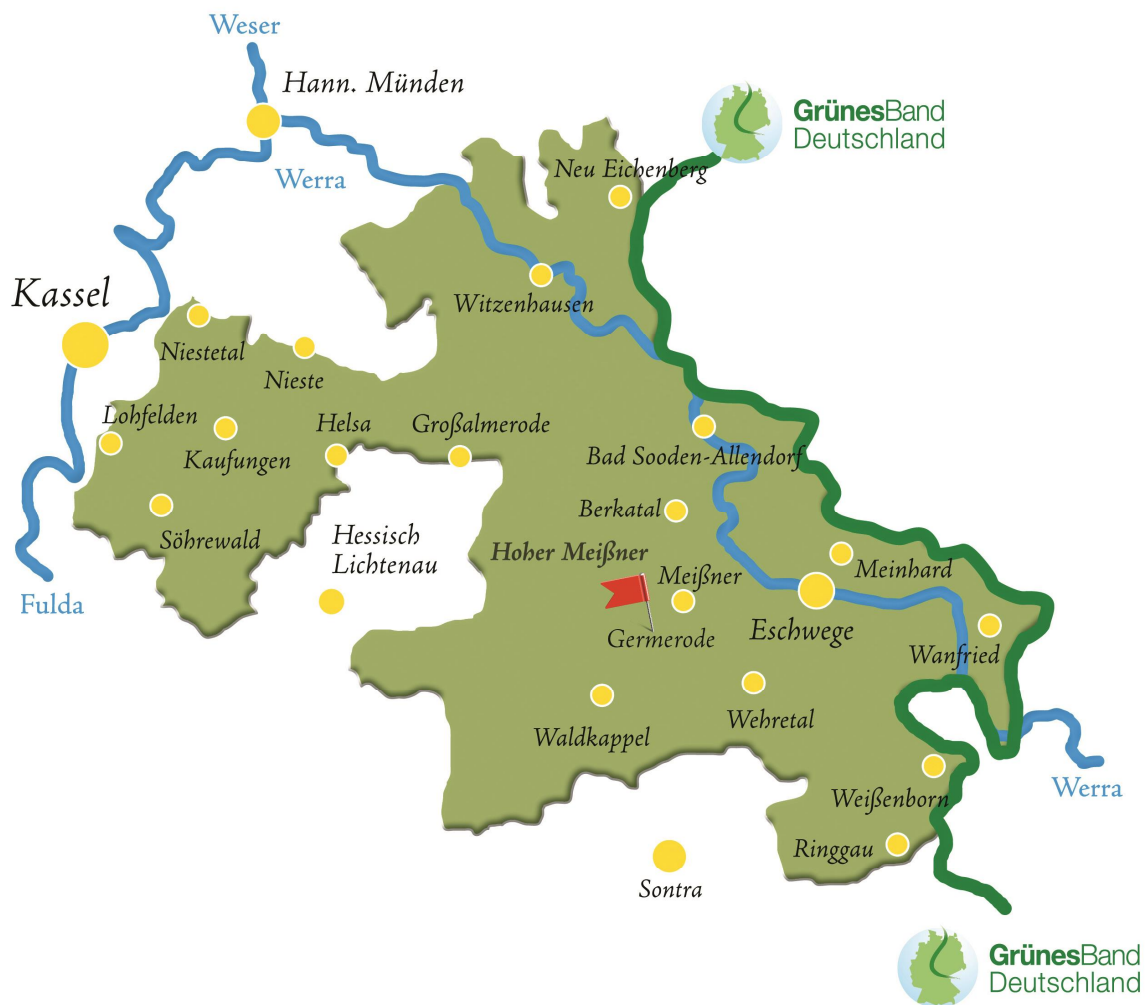 Weser
Hann. Münden
GrünesBand
Deutschland
Neu Eichenberg
Werra
Kassel
Witzenhausen
Niestetal
Nieste
Lohfelden
Helsa
Großalmerode
Kaufungen
Bad Sooden-Allendorf
Berkatal
Söhrewald
Hessisch
Lichtenau
Hoher Meißner
Meißner
Meinhard
Fulda
Germerode
Eschwege
Wanfried
Waldkappel
Wehretal
Werra
Weißenborn
Ringgau
Sontra
GrünesBand
Deutschland